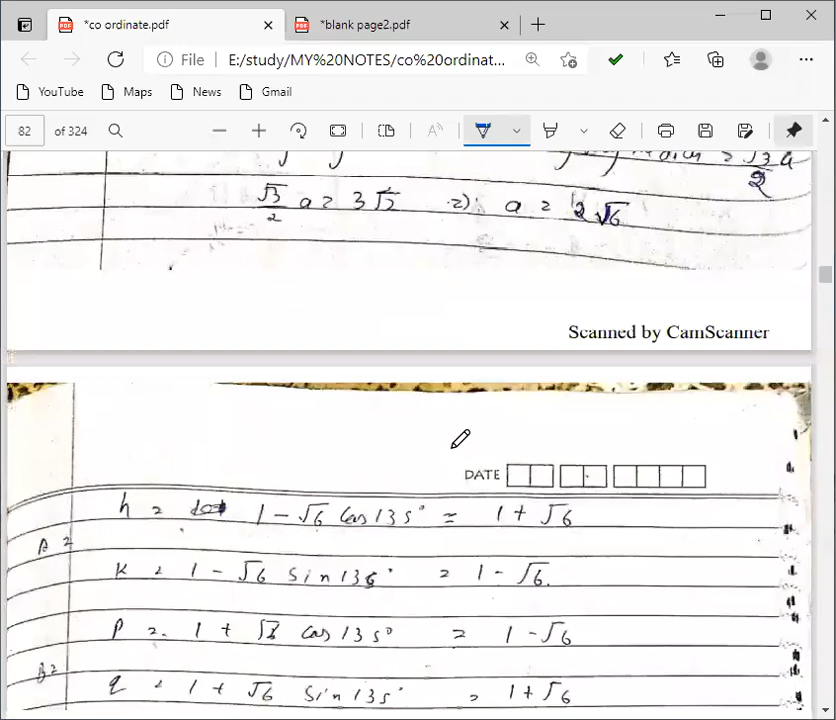 *co ordinate.pdf
*blank page2.pdf
File E:/study/MY%20NOTES/co%20ordinat...
YouTube Maps News Gmail
82 of 324
√3 a
2
√3/2 a = 3√2 a = 2√6
Scanned by CamScanner
DATE
h = 1 - √6 Cos 135° = 1 + √6
A =
K = 1 - √6 Sin 135° = 1 - √6.
P = 1 + √6 Cos 135° = 1 - √6
B =
q = 1 + √6 Sin 135° = 1 + √6